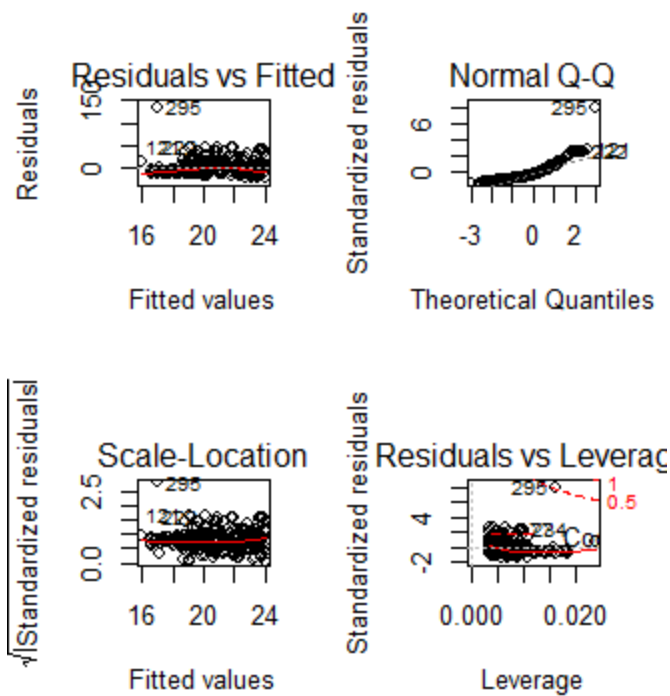 Residuals vs Fitted
Residuals
0
150
295
16
20
24
Fitted values
Normal Q-Q
Standardized residuals
0
6
295
-3
0
2
Theoretical Quantiles
Scale-Location
√|Standardized residuals|
0.0
2.5
295
16
20
24
Fitted values
Residuals vs Leverag
Standardized residuals
-2
4
295
234
Co
1
0.5
0.000
0.020
Leverage